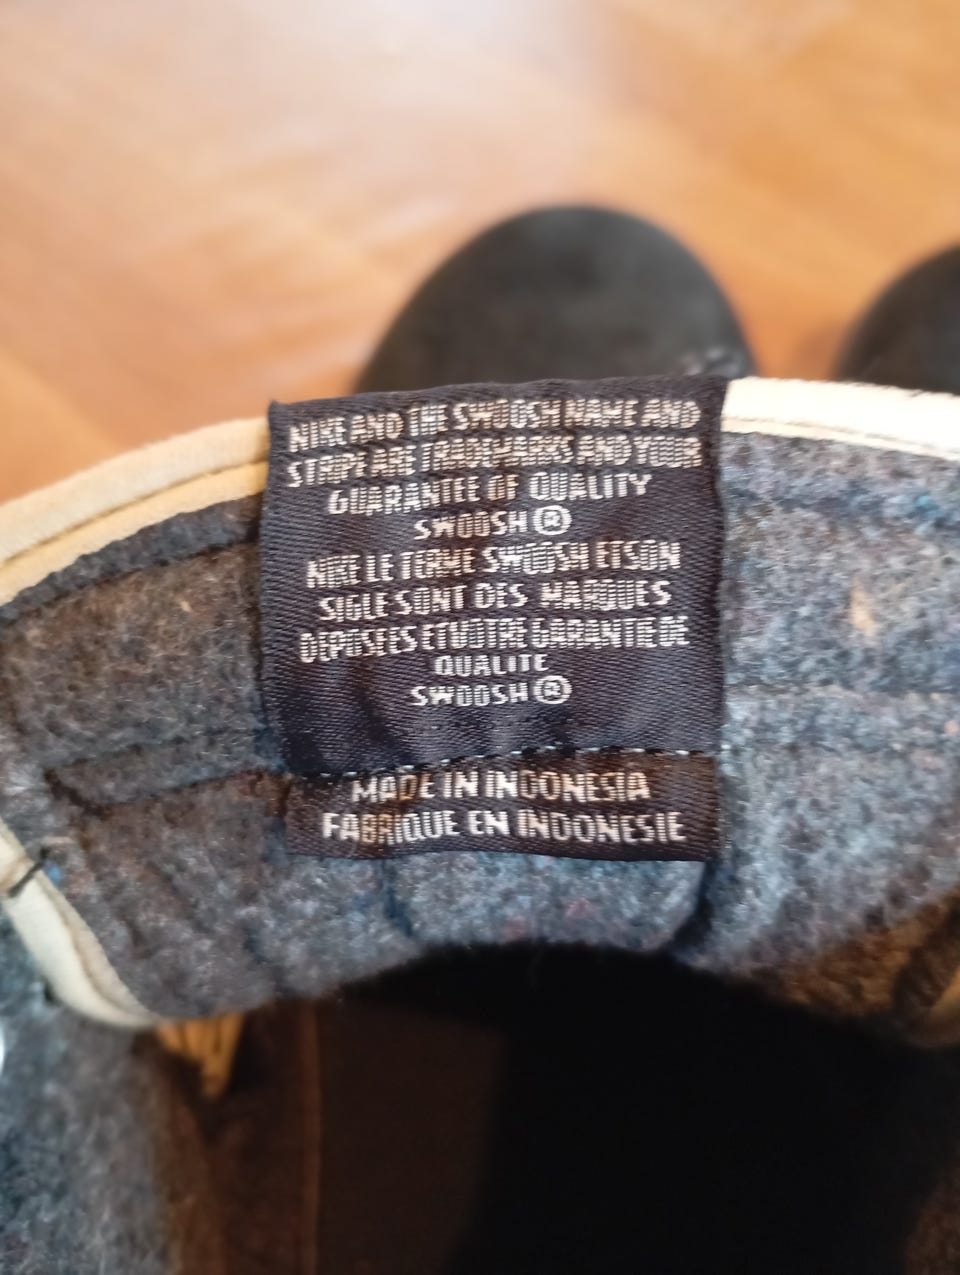 NIKE AND THE SWOOSH NAME AND
STRIPE ARE TRADEMARKS AND YOUR
GUARANTEE OF QUALITY
SWOOSH ®
NIKE LE TERME SWOOSH ET SON
SIGLE SONT DES MARQUES
DEPOSEES ET VOTRE GARANTIE DE
QUALITE
SWOOSH ®
MADE IN INDONESIA
FABRIQUE EN INDONESIE